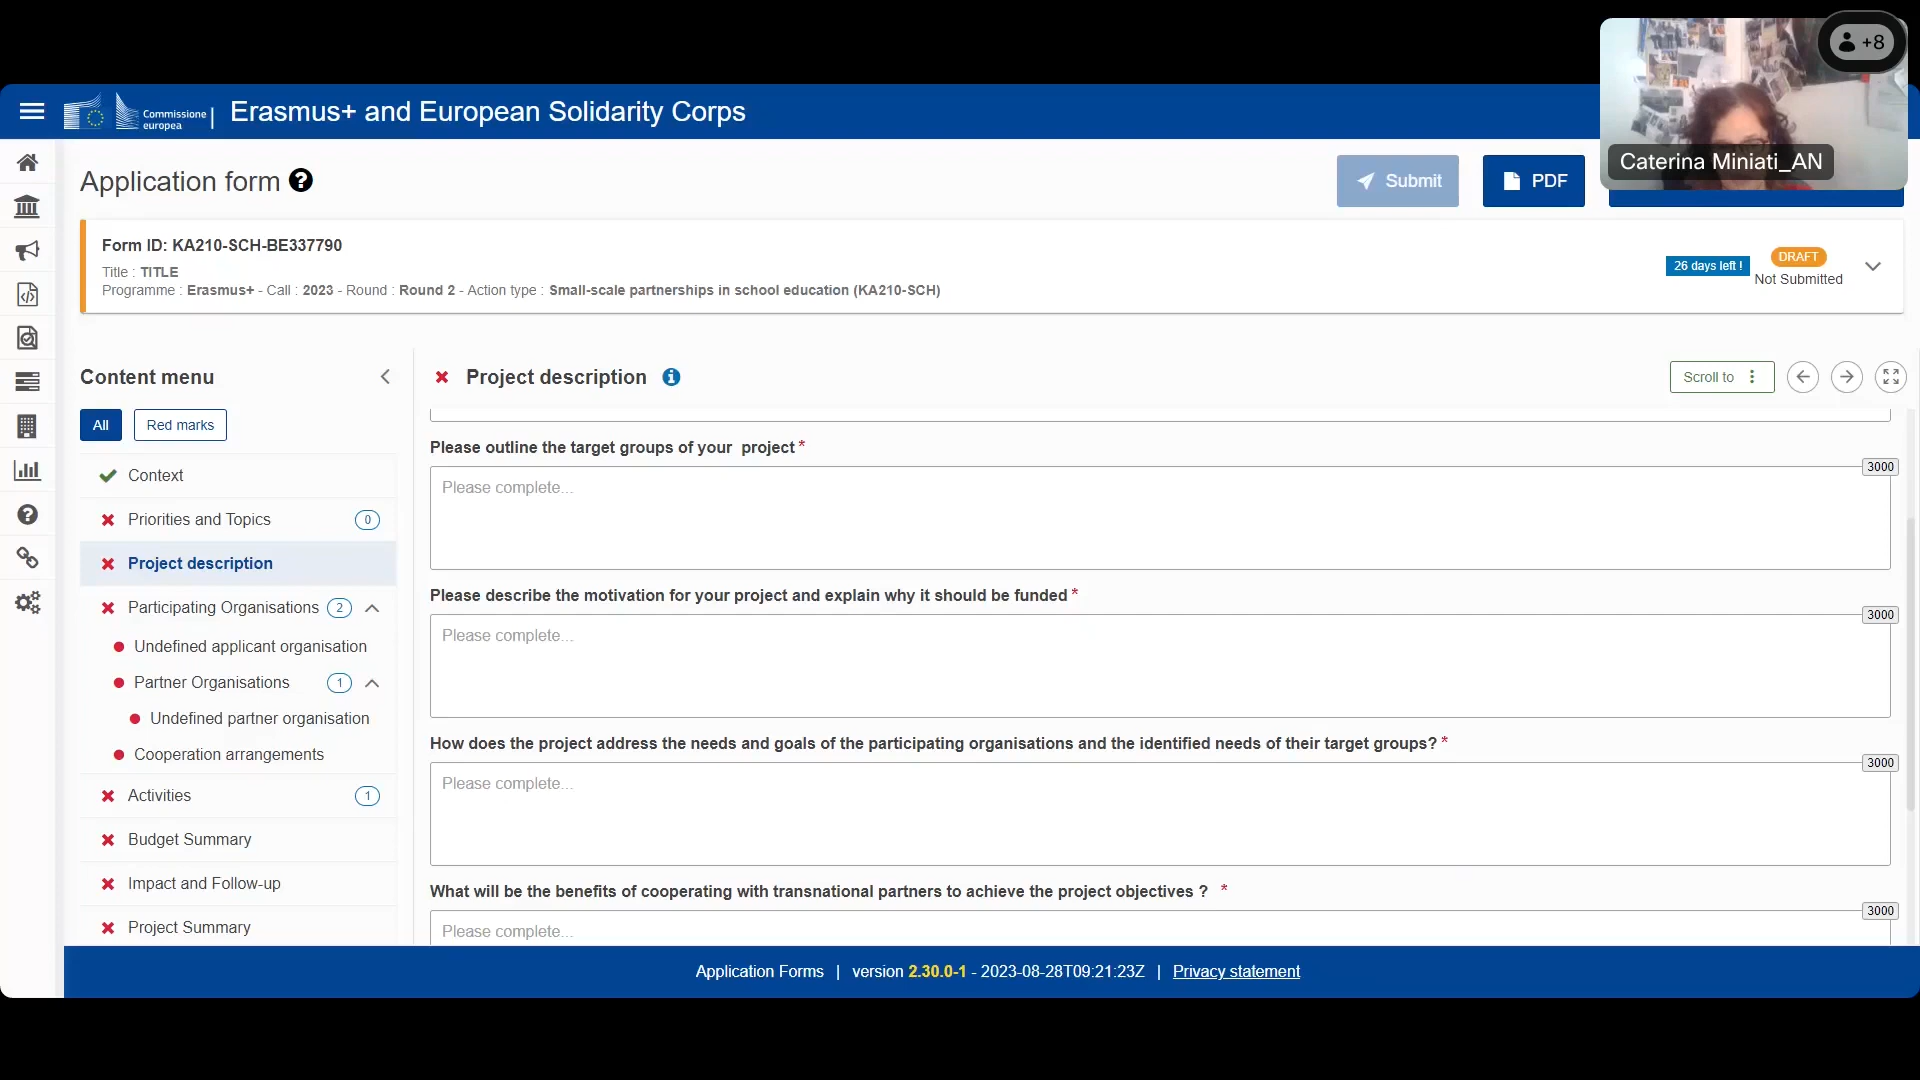 +8
Caterina Miniati_AN
Commissione
europea
Erasmus+ and European Solidarity Corps
Application form
Submit
PDF
Form ID: KA210-SCH-BE337790
Title : TITLE
Programme : Erasmus+ - Call : 2023 - Round : Round 2 - Action type : Small-scale partnerships in school education (KA210-SCH)
26 days left !
DRAFT
Not Submitted
Content menu
All
Red marks
Context
Priorities and Topics 0
Project description
Participating Organisations 2
Undefined applicant organisation
Partner Organisations 1
Undefined partner organisation
Cooperation arrangements
Activities 1
Budget Summary
Impact and Follow-up
Project Summary
Project description
Scroll to
Please outline the target groups of your project *
3000
Please complete...
Please describe the motivation for your project and explain why it should be funded *
3000
Please complete...
How does the project address the needs and goals of the participating organisations and the identified needs of their target groups? *
3000
Please complete...
What will be the benefits of cooperating with transnational partners to achieve the project objectives ? *
3000
Please complete...
Application Forms | version 2.30.0-1 - 2023-08-28T09:21:23Z | Privacy statement